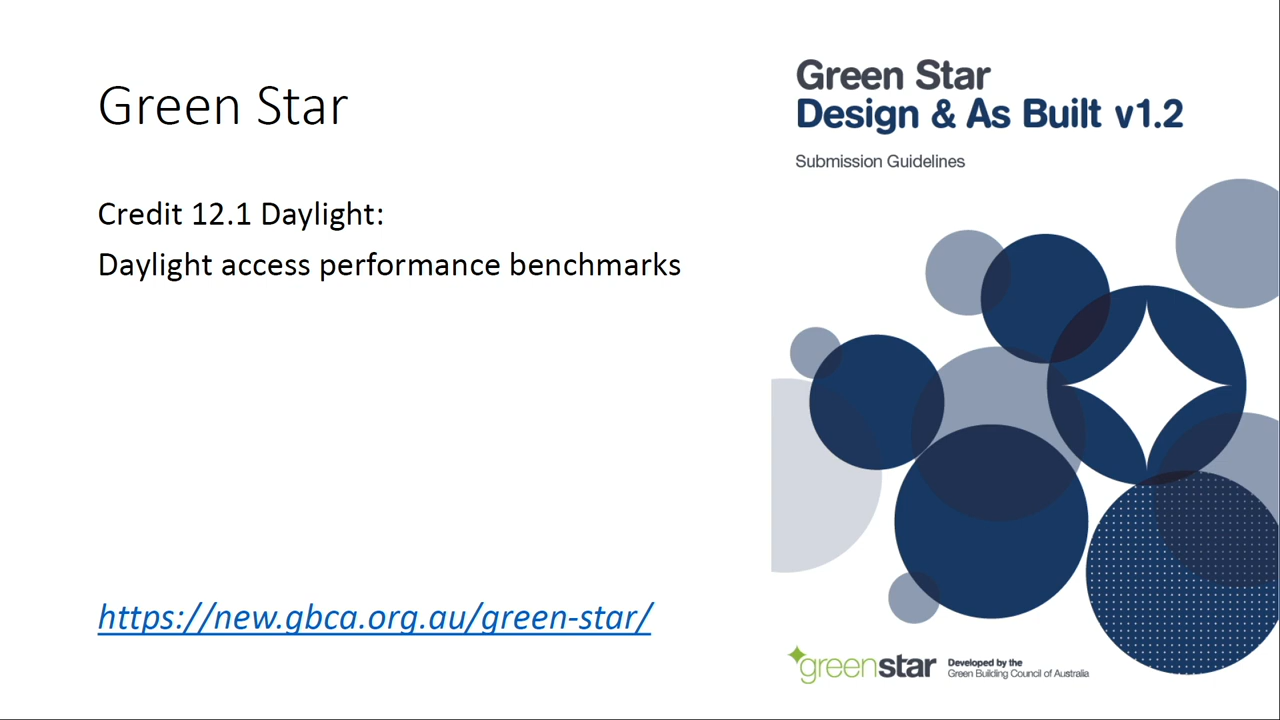 Green Star
Credit 12.1 Daylight:
Daylight access performance benchmarks
https://new.gbca.org.au/green-star/
Green Star
Design & As Built v1.2
Submission Guidelines
greenstar
Developed by the
Green Building Council of Australia